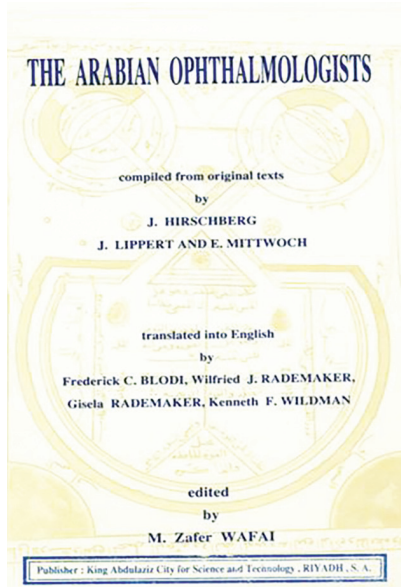 THE ARABIAN OPHTHALMOLOGISTS
compiled from original texts
by
J. HIRSCHBERG
J. LIPPERT AND E. MITTWOCH
translated into English
by
Frederick C. BLODI, Wilfried J. RADEMAKER,
Gisela RADEMAKER, Kenneth F. WILDMAN
edited
by
M. Zafer WAFAI
Publisher : King Abdulaziz City for Science and Technology , RIYADH , S. A.